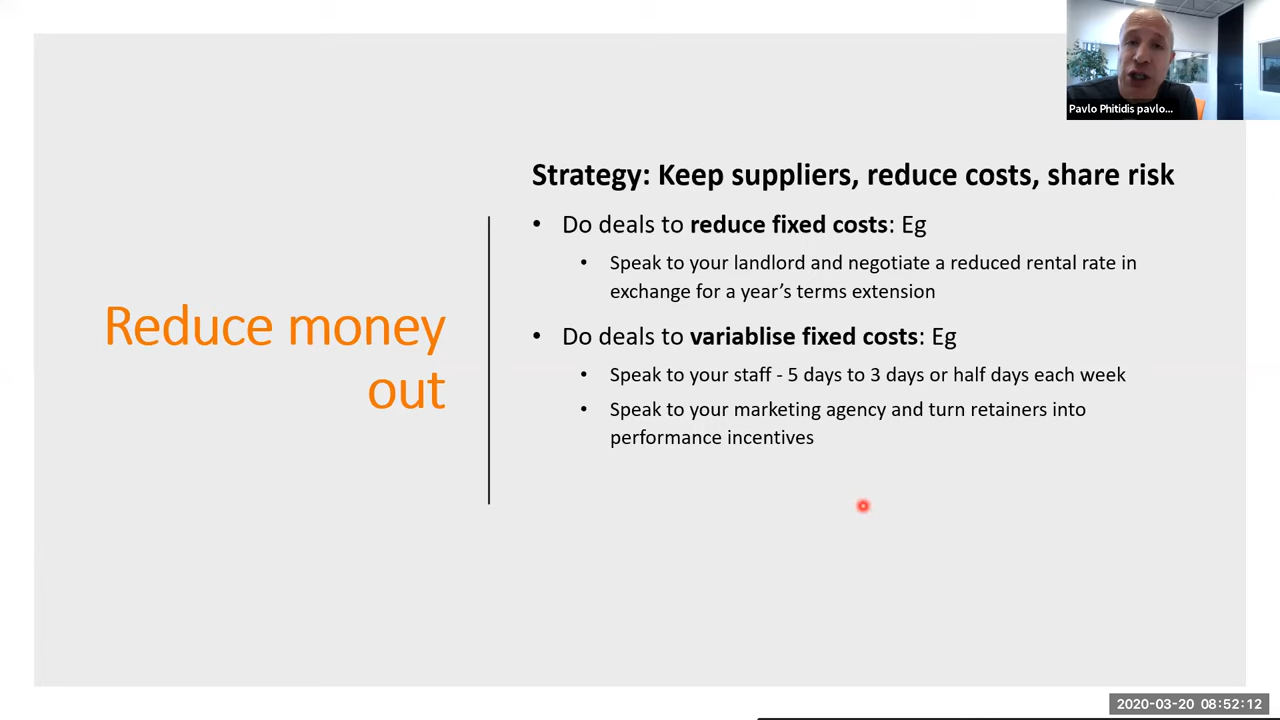 Pavlo Phitidis pavlo...
Strategy: Keep suppliers, reduce costs, share risk
• Do deals to reduce fixed costs: Eg
• Speak to your landlord and negotiate a reduced rental rate in
exchange for a year’s terms extension
Reduce money
out
• Do deals to variablise fixed costs: Eg
• Speak to your staff - 5 days to 3 days or half days each week
• Speak to your marketing agency and turn retainers into
performance incentives
2020-03-20 08:52:12